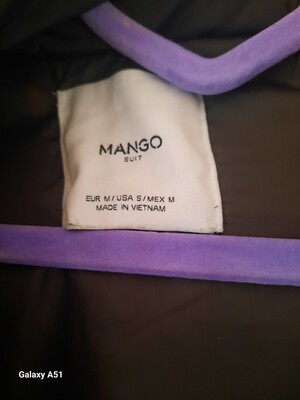 MANGO
SUIT
EUR M/USA S/MEX M
MADE IN VIETNAM
Galaxy A51